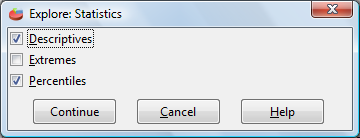 Explore: Statistics
Descriptives
Extremes
Percentiles
Continue Cancel Help